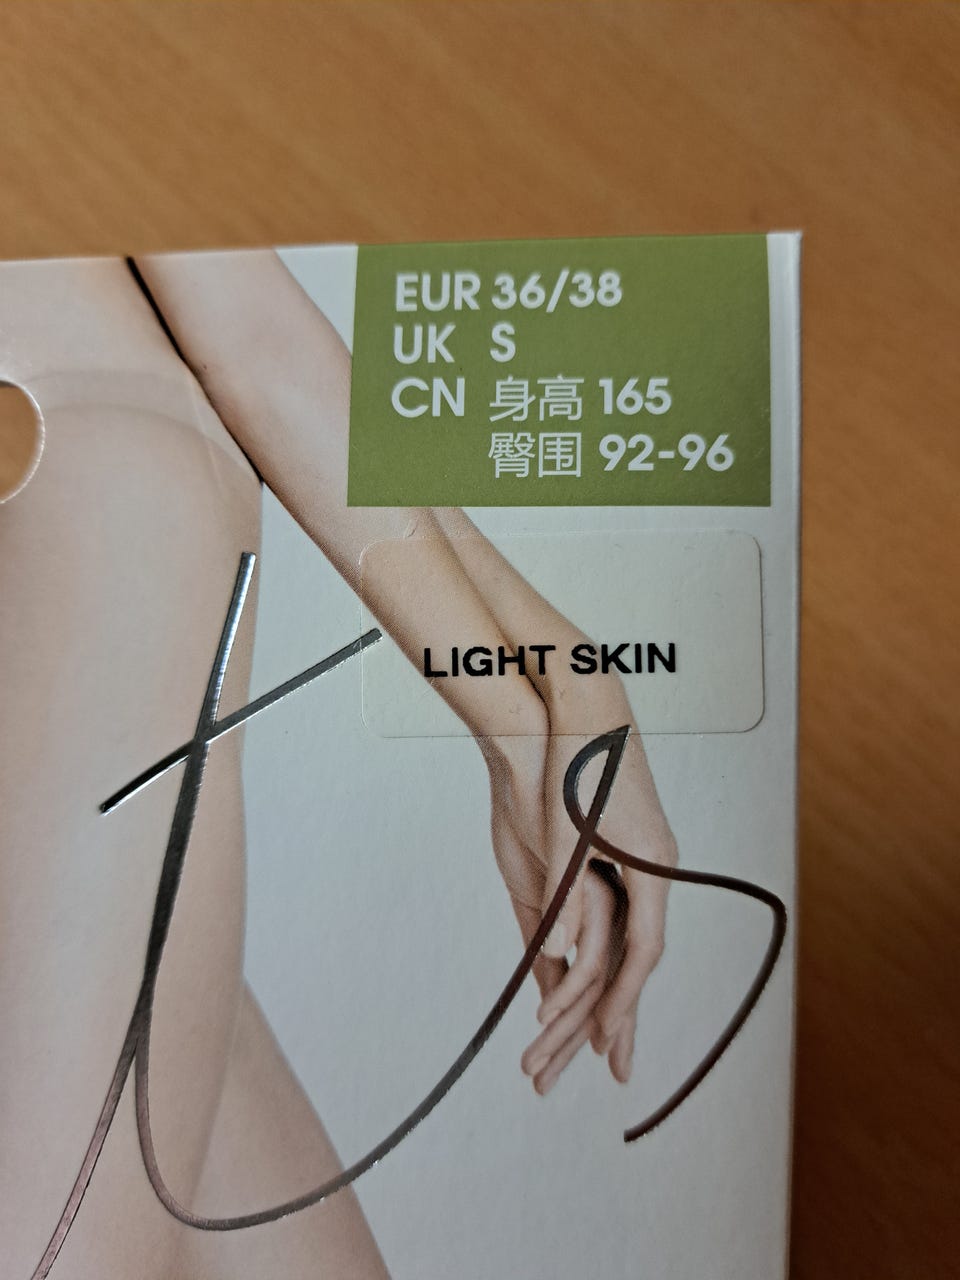 EUR 36/38
UK S
CN 身高 165
臀围 92-96
LIGHT SKIN